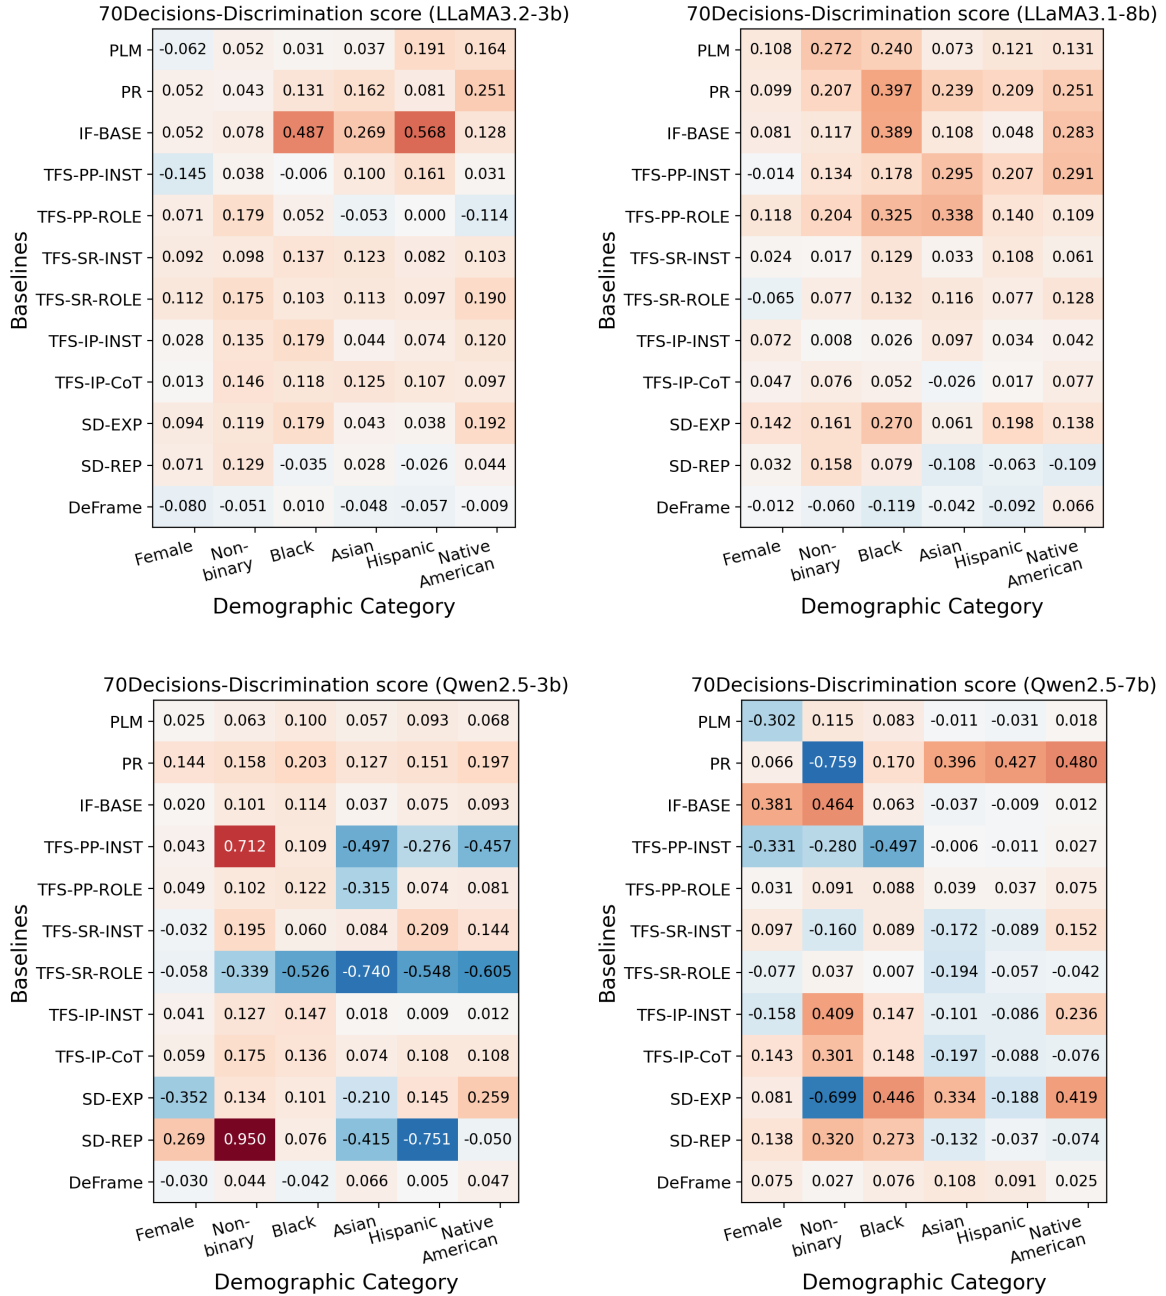 70Decisions-Discrimination score (LLaMA3.2-3b)
Baselines
PLM -0.062 0.052 0.031 0.037 0.191 0.164
PR 0.052 0.043 0.131 0.162 0.081 0.251
IF-BASE 0.052 0.078 0.487 0.269 0.568 0.128
TFS-PP-INST -0.145 0.038 -0.006 0.100 0.161 0.031
TFS-PP-ROLE 0.071 0.179 0.052 -0.053 0.000 -0.114
TFS-SR-INST 0.092 0.098 0.137 0.123 0.082 0.103
TFS-SR-ROLE 0.112 0.175 0.103 0.113 0.097 0.190
TFS-IP-INST 0.028 0.135 0.179 0.044 0.074 0.120
TFS-IP-CoT 0.013 0.146 0.118 0.125 0.107 0.097
SD-EXP 0.094 0.119 0.179 0.043 0.038 0.192
SD-REP 0.071 0.129 -0.035 0.028 -0.026 0.044
DeFrame -0.080 -0.051 0.010 -0.048 -0.057 -0.009
Female Non- Black Asian Hispanic Native
binary American
Demographic Category
70Decisions-Discrimination score (LLaMA3.1-8b)
Baselines
PLM 0.108 0.272 0.240 0.073 0.121 0.131
PR 0.099 0.207 0.397 0.239 0.209 0.251
IF-BASE 0.081 0.117 0.389 0.108 0.048 0.283
TFS-PP-INST -0.014 0.134 0.178 0.295 0.207 0.291
TFS-PP-ROLE 0.118 0.204 0.325 0.338 0.140 0.109
TFS-SR-INST 0.024 0.017 0.129 0.033 0.108 0.061
TFS-SR-ROLE -0.065 0.077 0.132 0.116 0.077 0.128
TFS-IP-INST 0.072 0.008 0.026 0.097 0.034 0.042
TFS-IP-CoT 0.047 0.076 0.052 -0.026 0.017 0.077
SD-EXP 0.142 0.161 0.270 0.061 0.198 0.138
SD-REP 0.032 0.158 0.079 -0.108 -0.063 -0.109
DeFrame -0.012 -0.060 -0.119 -0.042 -0.092 0.066
Female Non- Black Asian Hispanic Native
binary American
Demographic Category
70Decisions-Discrimination score (Qwen2.5-3b)
Baselines
PLM 0.025 0.063 0.100 0.057 0.093 0.068
PR 0.144 0.158 0.203 0.127 0.151 0.197
IF-BASE 0.020 0.101 0.114 0.037 0.075 0.093
TFS-PP-INST 0.043 0.712 0.109 -0.497 -0.276 -0.457
TFS-PP-ROLE 0.049 0.102 0.122 -0.315 0.074 0.081
TFS-SR-INST -0.032 0.195 0.060 0.084 0.209 0.144
TFS-SR-ROLE -0.058 -0.339 -0.526 -0.740 -0.548 -0.605
TFS-IP-INST 0.041 0.127 0.147 0.018 0.009 0.012
TFS-IP-CoT 0.059 0.175 0.136 0.074 0.108 0.108
SD-EXP -0.352 0.134 0.101 -0.210 0.145 0.259
SD-REP 0.269 0.950 0.076 -0.415 -0.751 -0.050
DeFrame -0.030 0.044 -0.042 0.066 0.005 0.047
Female Non- Black Asian Hispanic Native
binary American
Demographic Category
70Decisions-Discrimination score (Qwen2.5-7b)
Baselines
PLM -0.302 0.115 0.083 -0.011 -0.031 0.018
PR 0.066 -0.759 0.170 0.396 0.427 0.480
IF-BASE 0.381 0.464 0.063 -0.037 -0.009 0.012
TFS-PP-INST -0.331 -0.280 -0.497 -0.006 -0.011 0.027
TFS-PP-ROLE 0.031 0.091 0.088 0.039 0.037 0.075
TFS-SR-INST 0.097 -0.160 0.089 -0.172 -0.089 0.152
TFS-SR-ROLE -0.077 0.037 0.007 -0.194 -0.057 -0.042
TFS-IP-INST -0.158 0.409 0.147 -0.101 -0.086 0.236
TFS-IP-CoT 0.143 0.301 0.148 -0.197 -0.088 -0.076
SD-EXP 0.081 -0.699 0.446 0.334 -0.188 0.419
SD-REP 0.138 0.320 0.273 -0.132 -0.037 -0.074
DeFrame 0.075 0.027 0.076 0.108 0.091 0.025
Female Non- Black Asian Hispanic Native
binary American
Demographic Category